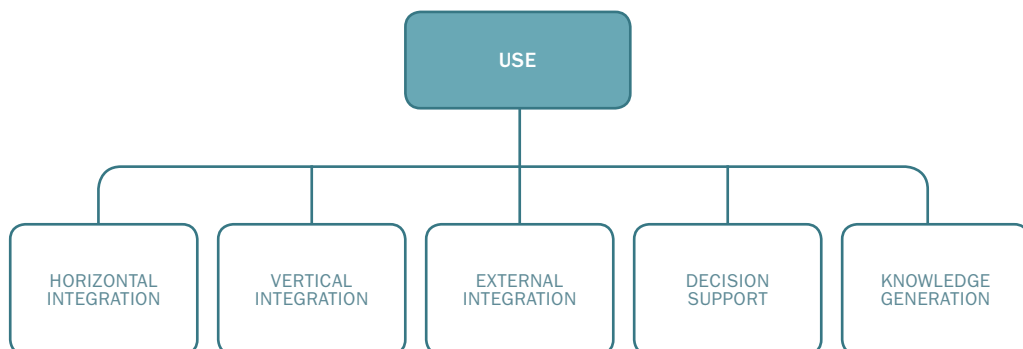 USE
HORIZONTAL
INTEGRATION
VERTICAL
INTEGRATION
EXTERNAL
INTEGRATION
DECISION
SUPPORT
KNOWLEDGE
GENERATION